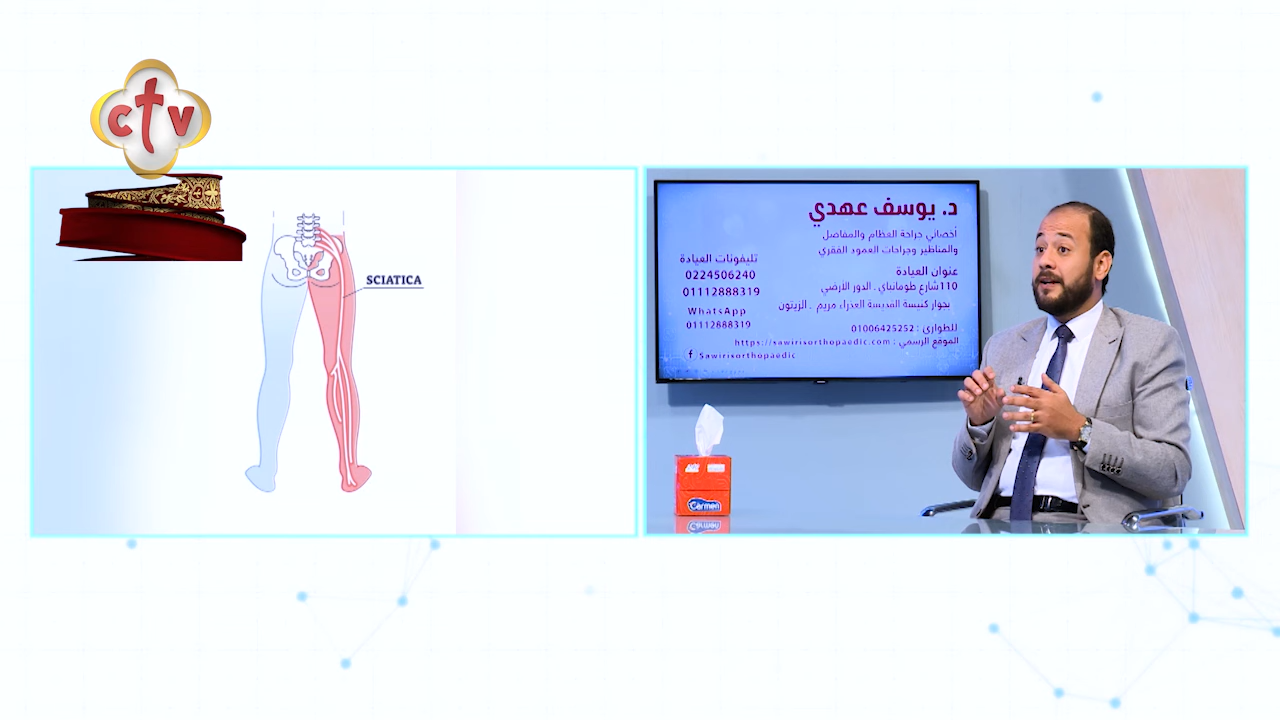 ctv
SCIATICA
د. يوسف عهدي
أخصائي جراحة العظام والمفاصل
والمناظير وجراحات العمود الفقري
عنوان العيادة
110شارع طومانباي . الدور الأرضي
بجوار كنيسة القديسة العذراء مريم . الزيتون
للطوارئ : 01006425252
الموقع الرسمي : https://sawirisorthopaedic.com
تليفونات العيادة
0224506240
01112888319
WhatsApp
01112888319
f Sawirisorthopaedic
Carmen